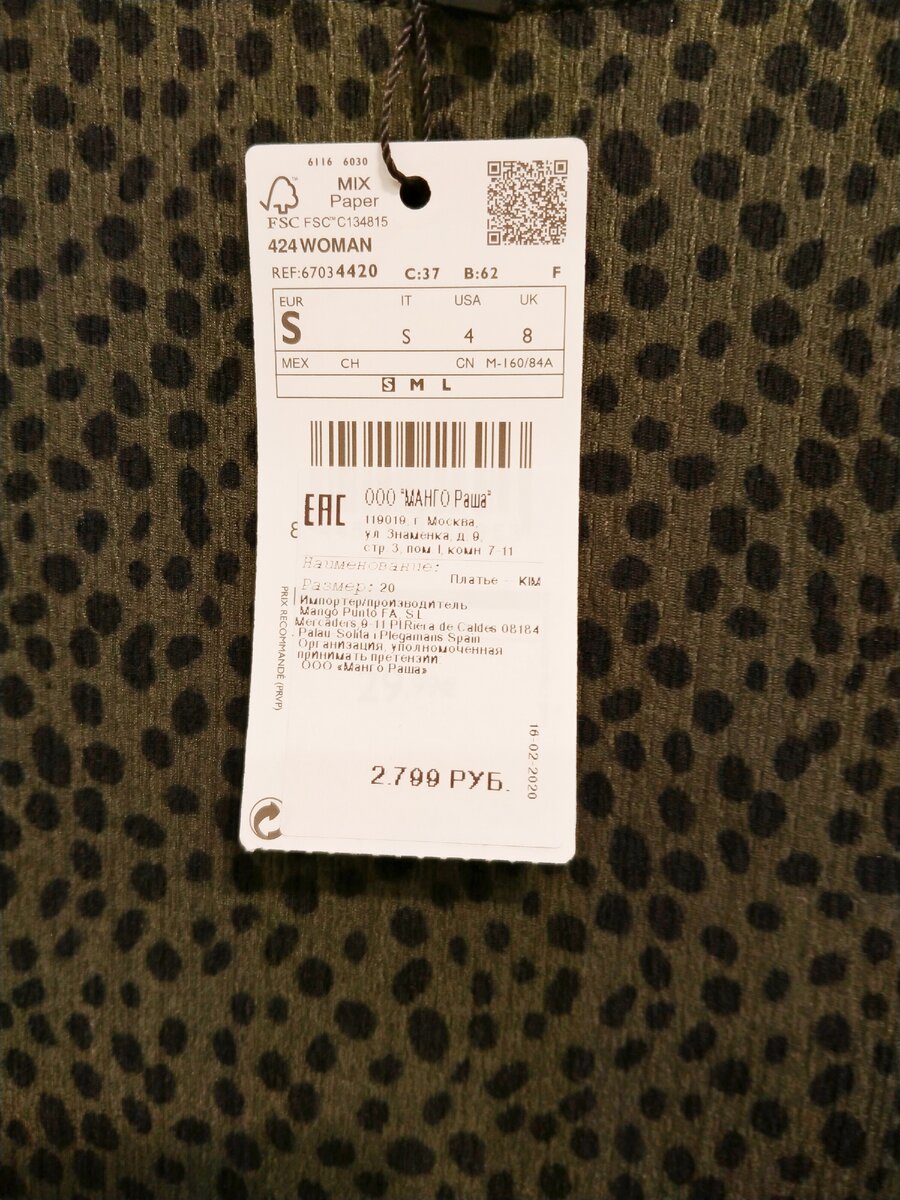 6116 6030
MIX
Paper
FSC FSC™ C134815
424 WOMAN
REF:67034420 C:37 B:62 F
EUR IT USA UK
S S 4 8
MEX CH CN M-160/84A
S M L
EAC
ООО "МАНГО Раша"
119019, г. Москва,
ул. Знаменка, д. 9,
стр. 3, пом I, комн 7-11
Наименование: Платье - KIM
Размер: 20
Импортер/производитель
Mango Punto FA, S.L
Mercaders,9-11 Pl.Riera de Caldes 08184
Palau-Solita i Plegamans Spain
Организация, уполномоченная
принимать претензии
ООО «Манго Раша»
PRIX RECOMMANDÉ (PRVP)
2.799 РУБ.
16-02-2020